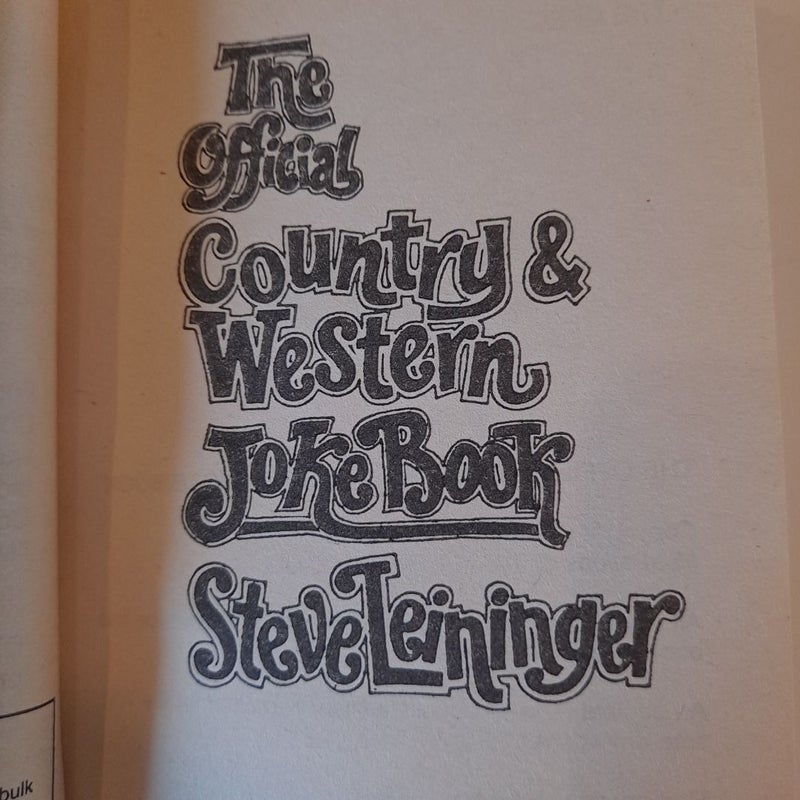 The
Official
Country &
Western
Joke Book
Steve Leininger
bulk